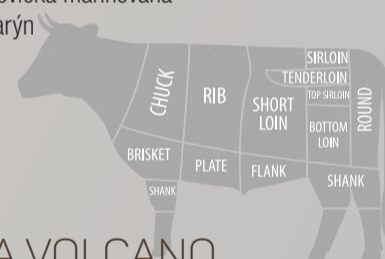 marinovaná
arýn
SIRLOIN
TENDERLOIN
TOP SIRLOIN
CHUCK
RIB
SHORT
LOIN
BOTTOM
LOIN
ROUND
BRISKET
PLATE
FLANK
SHANK
SHANK
A VOLCANO